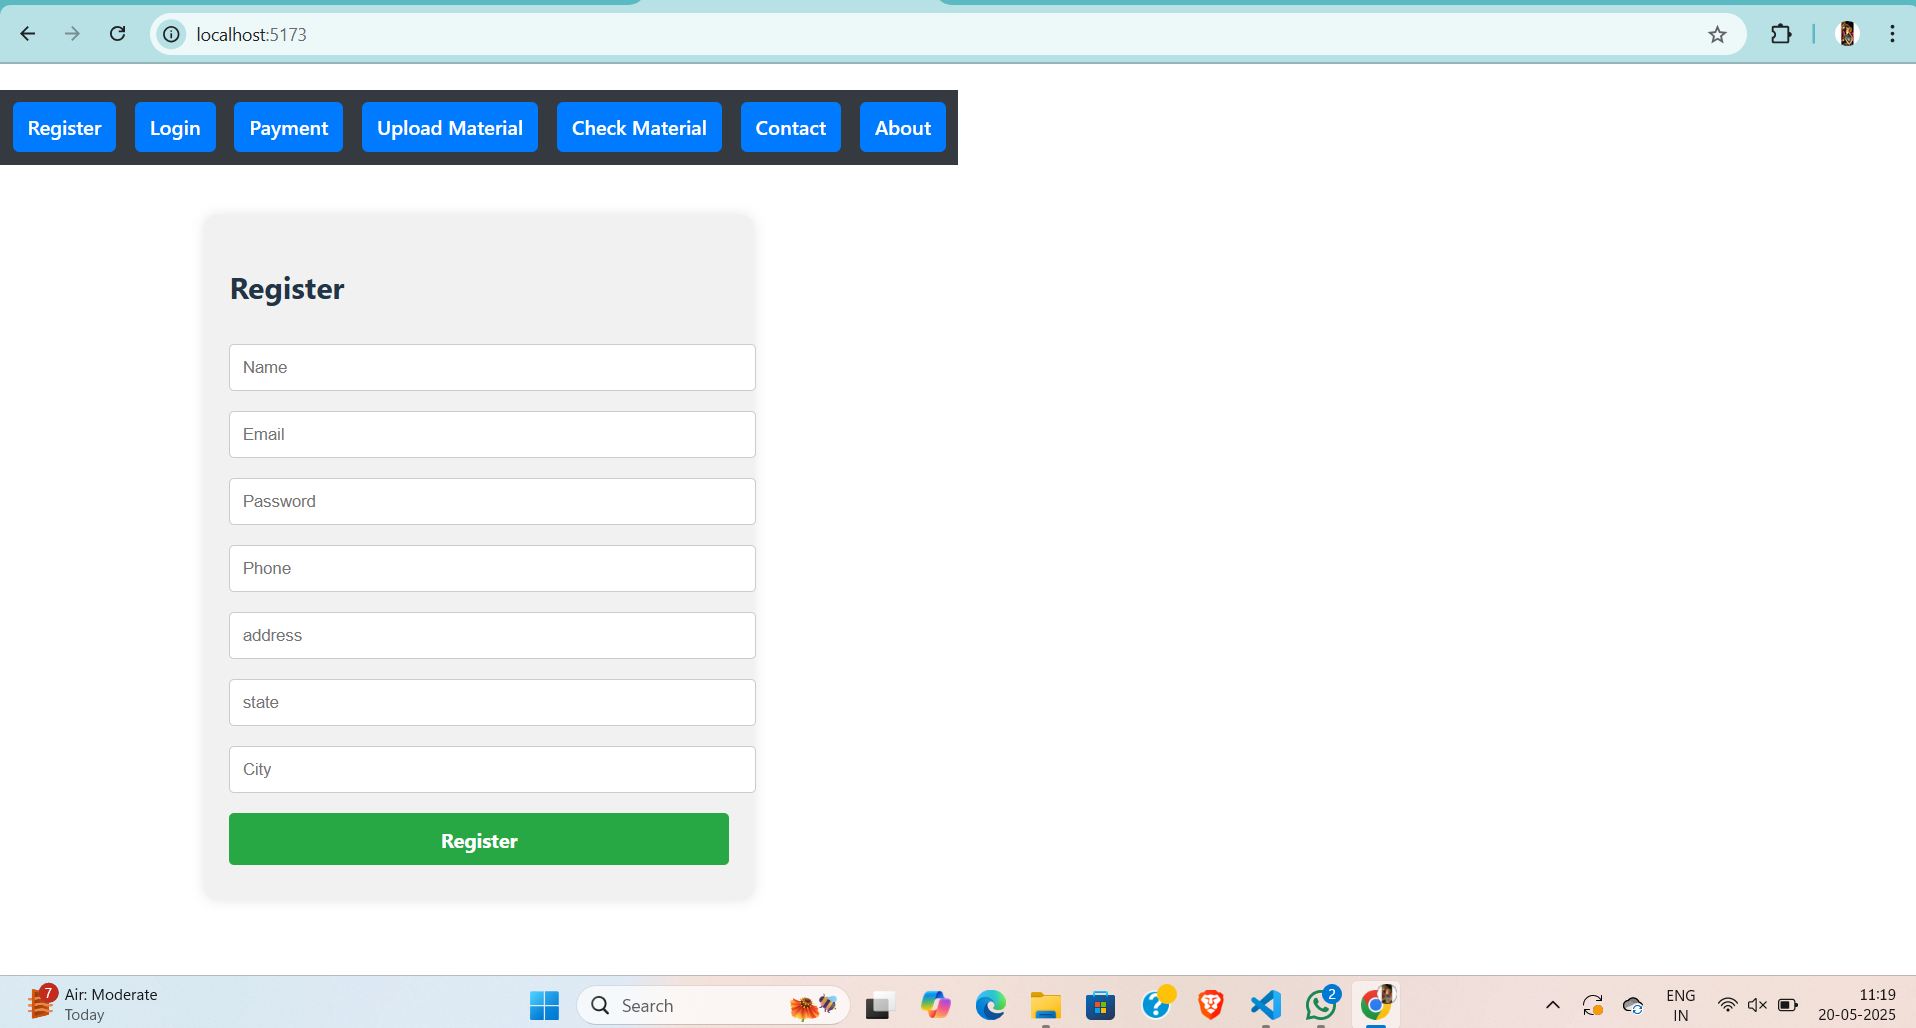 localhost:5173
Register Login Payment Upload Material Check Material Contact About
Register
Name
Email
Password
Phone
address
state
City
Register
7
Air: Moderate
Today
Search
2
ENG
IN
11:19
20-05-2025